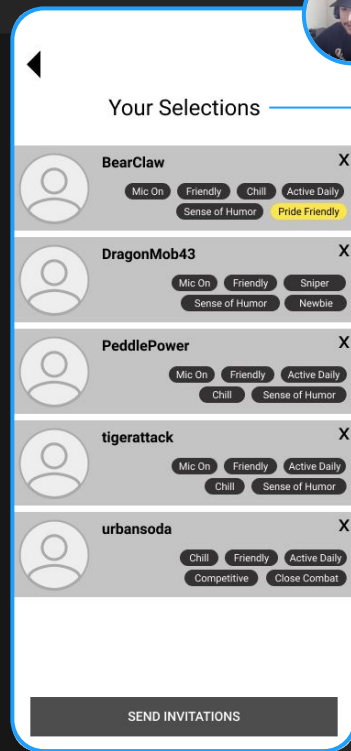 Your Selections
BearClaw X
Mic On Friendly Chill Active Daily
Sense of Humor Pride Friendly
DragonMob43 X
Mic On Friendly Sniper
Sense of Humor Newbie
PeddlePower X
Mic On Friendly Active Daily
Chill Sense of Humor
tigerattack X
Mic On Friendly Active Daily
Chill Sense of Humor
urbansoda X
Chill Friendly Active Daily
Competitive Close Combat
SEND INVITATIONS